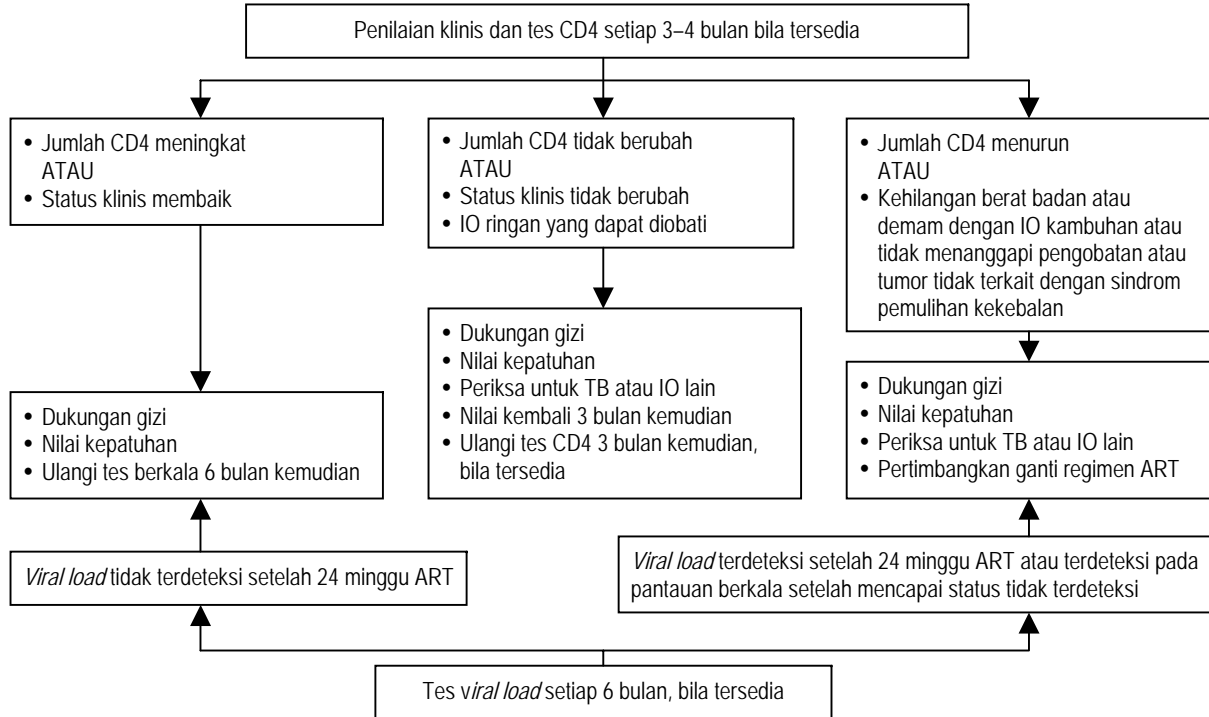 Penilaian klinis dan tes CD4 setiap 3–4 bulan bila tersedia
• Jumlah CD4 meningkat
ATAU
• Status klinis membaik
• Jumlah CD4 tidak berubah
ATAU
• Status klinis tidak berubah
• IO ringan yang dapat diobati
• Jumlah CD4 menurun
ATAU
• Kehilangan berat badan atau
demam dengan IO kambuhan atau
tidak menanggapi pengobatan atau
tumor tidak terkait dengan sindrom
pemulihan kekebalan
• Dukungan gizi
• Nilai kepatuhan
• Ulangi tes berkala 6 bulan kemudian
• Dukungan gizi
• Nilai kepatuhan
• Periksa untuk TB atau IO lain
• Nilai kembali 3 bulan kemudian
• Ulangi tes CD4 3 bulan kemudian,
bila tersedia
• Dukungan gizi
• Nilai kepatuhan
• Periksa untuk TB atau IO lain
• Pertimbangkan ganti regimen ART
Viral load tidak terdeteksi setelah 24 minggu ART
Viral load terdeteksi setelah 24 minggu ART atau terdeteksi pada
pantauan berkala setelah mencapai status tidak terdeteksi
Tes viral load setiap 6 bulan, bila tersedia